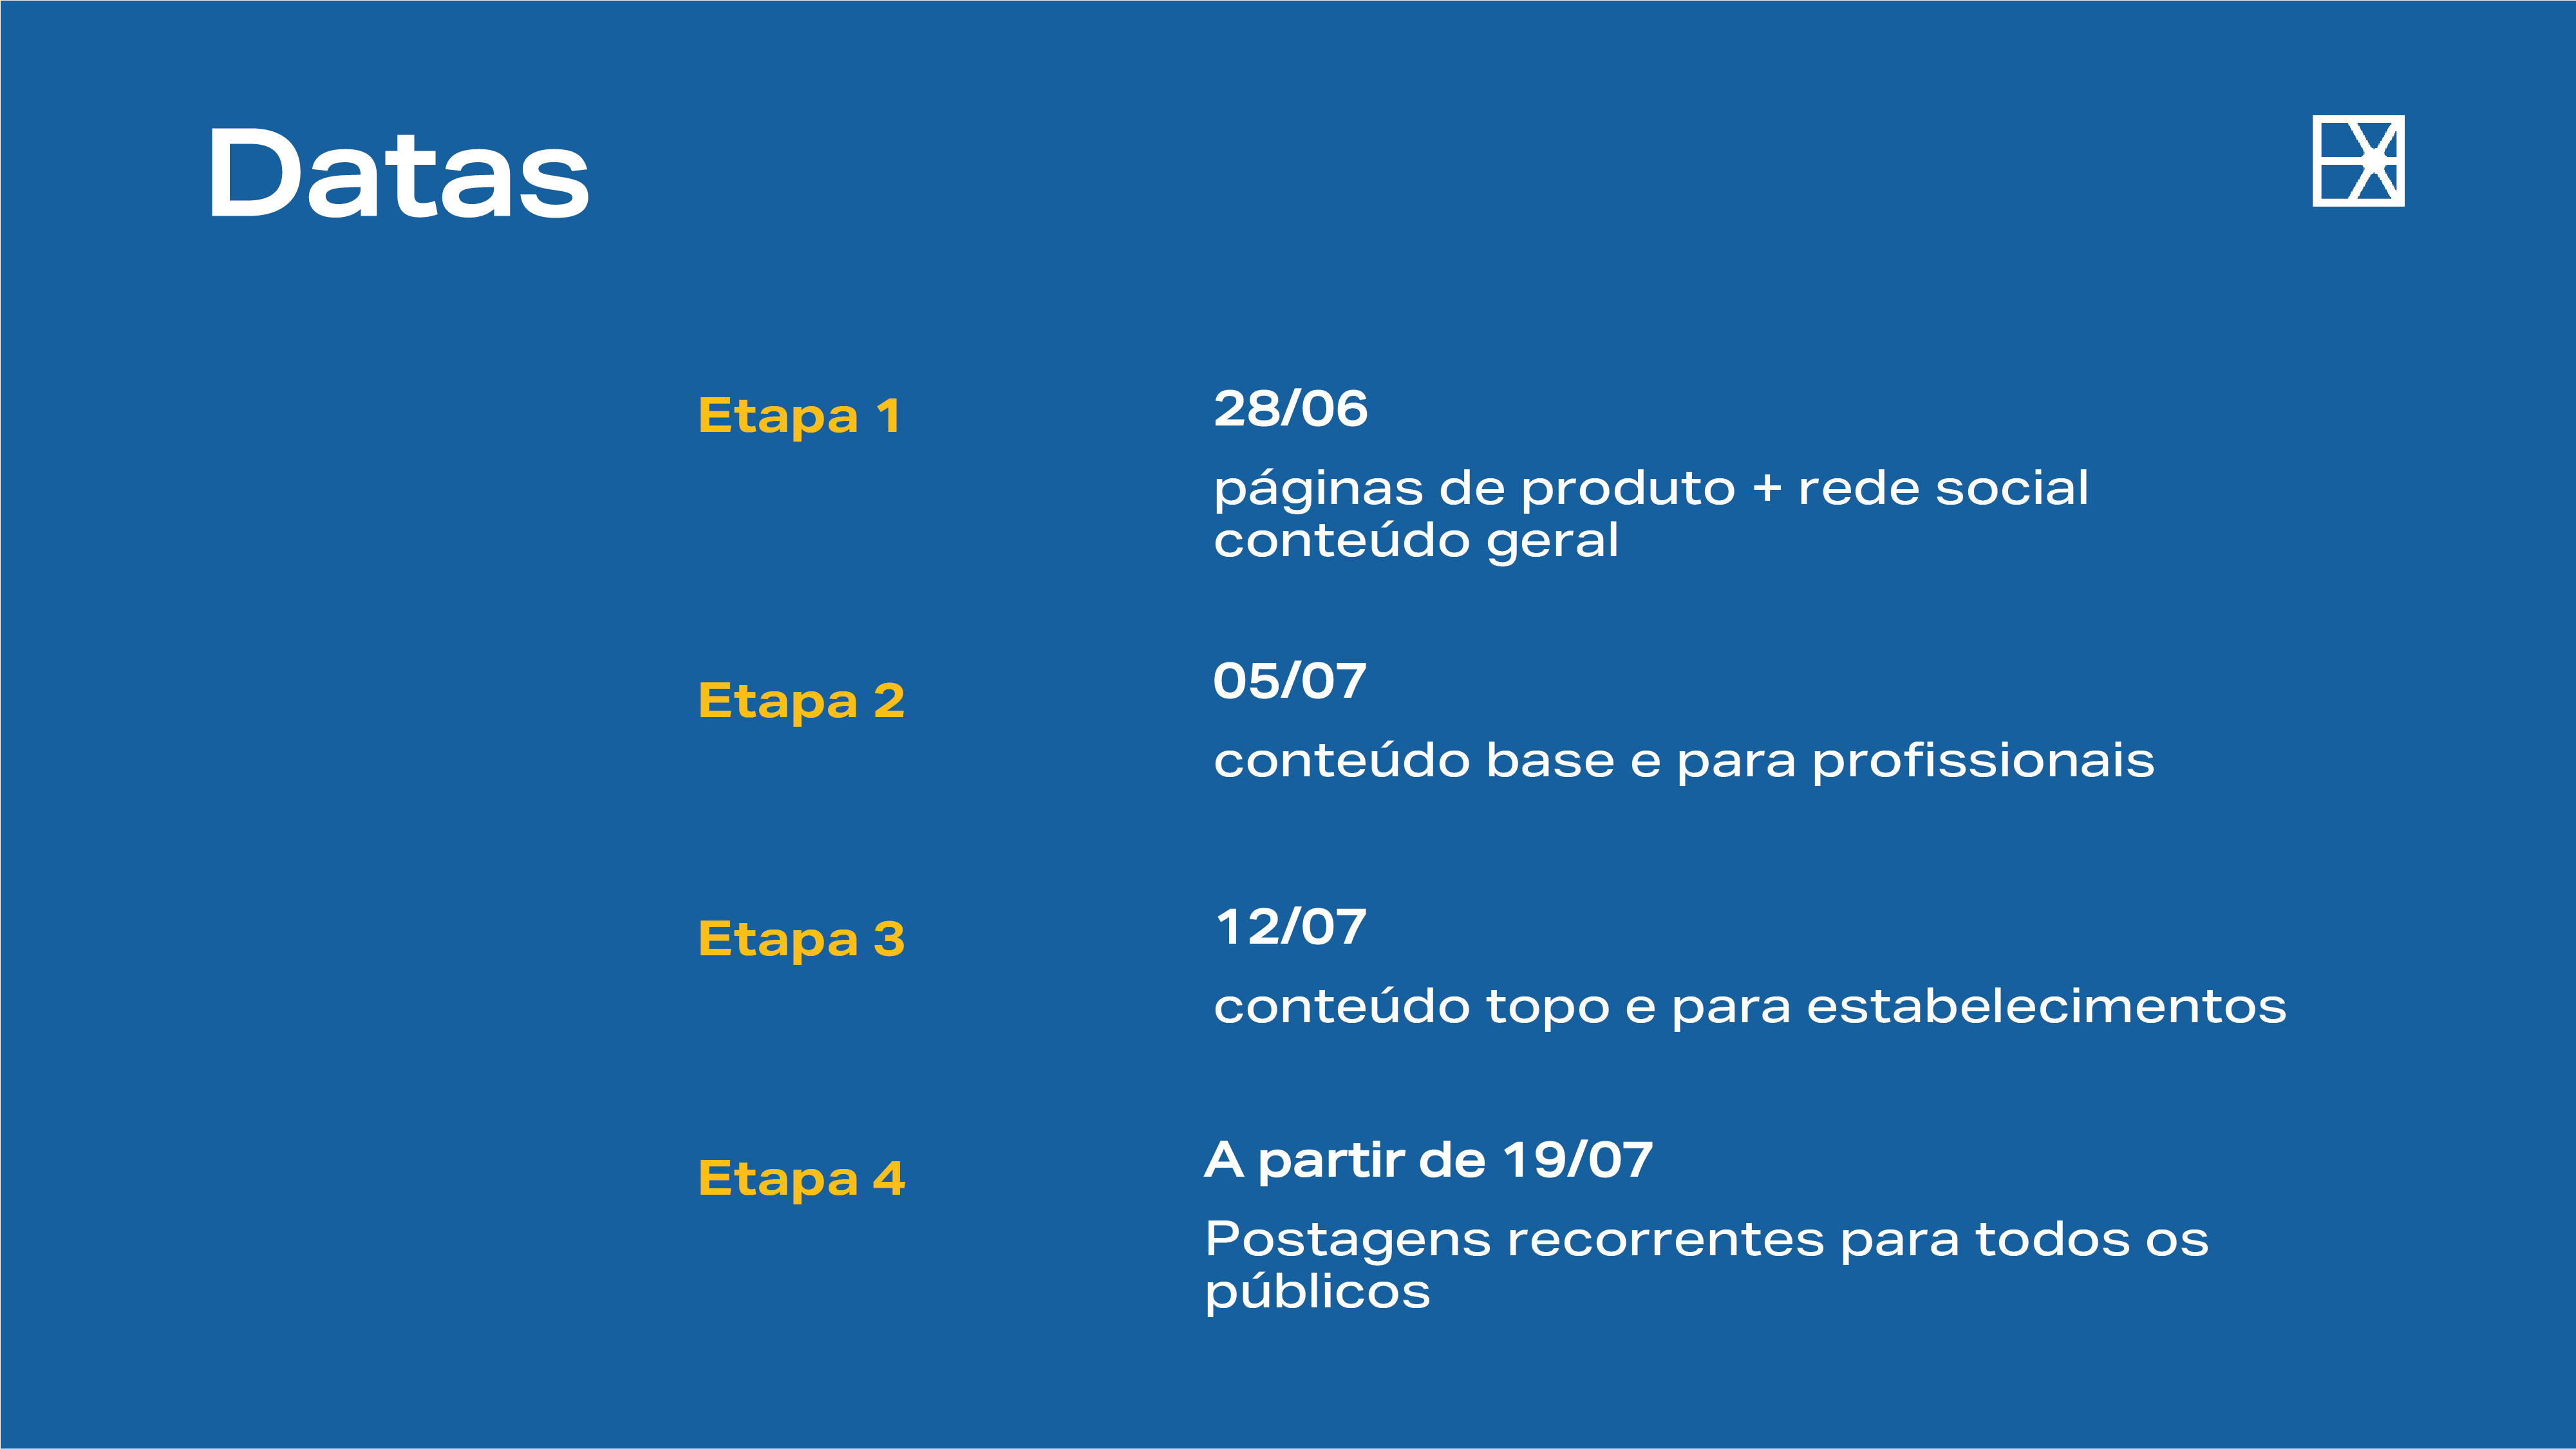 Datas
Etapa 1
28/06
páginas de produto + rede social
conteúdo geral
Etapa 2
05/07
conteúdo base e para profissionais
Etapa 3
12/07
conteúdo topo e para estabelecimentos
Etapa 4
A partir de 19/07
Postagens recorrentes para todos os
públicos